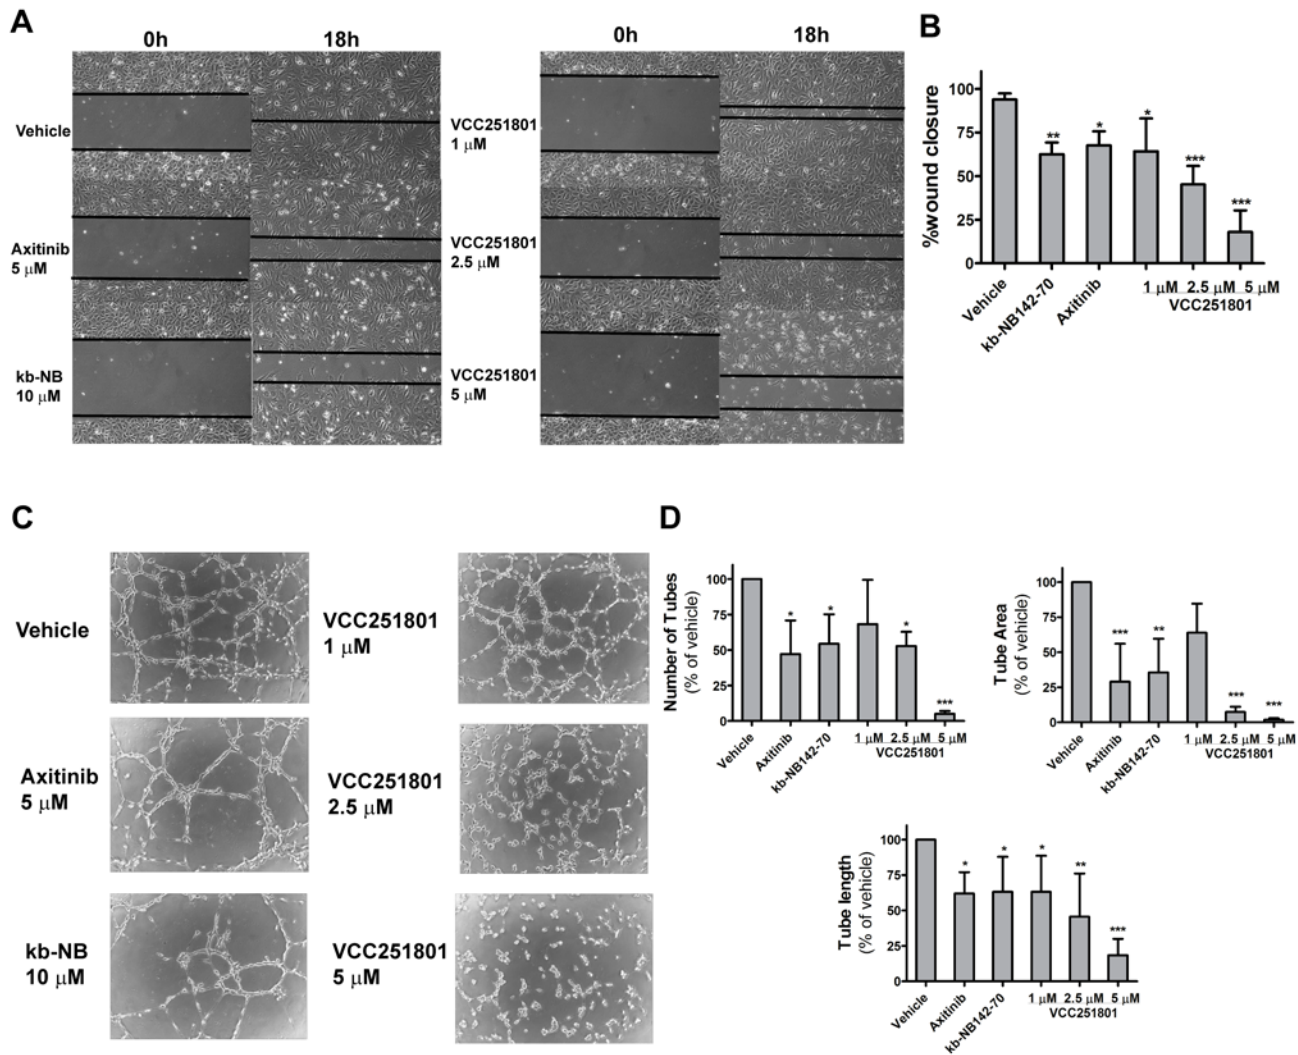 A
0h
18h
0h
18h
Vehicle
Axitinib
5 μM
kb-NB
10 μM
VCC251801
1 μM
VCC251801
2.5 μM
VCC251801
5 μM
B
%wound closure
100
75
50
25
0
**
*
*
***
***
Vehicle
kb-NB142-70
Axitinib
1 μM 2.5 μM 5 μM
VCC251801
C
Vehicle
Axitinib
5 μM
kb-NB
10 μM
VCC251801
1 μM
VCC251801
2.5 μM
VCC251801
5 μM
D
Number of Tubes
(% of vehicle)
100
75
50
25
0
*
*
*
***
Vehicle
Axitinib
kb-NB142-70
1 μM 2.5 μM 5 μM
VCC251801
Tube Area
(% of vehicle)
100
75
50
25
0
***
**
***
***
Vehicle
Axitinib
kb-NB142-70
1 μM 2.5 μM 5 μM
VCC251801
Tube length
(% of vehicle)
100
75
50
25
0
*
*
*
**
***
Vehicle
Axitinib
kb-NB142-70
1 μM 2.5 μM 5 μM
VCC251801